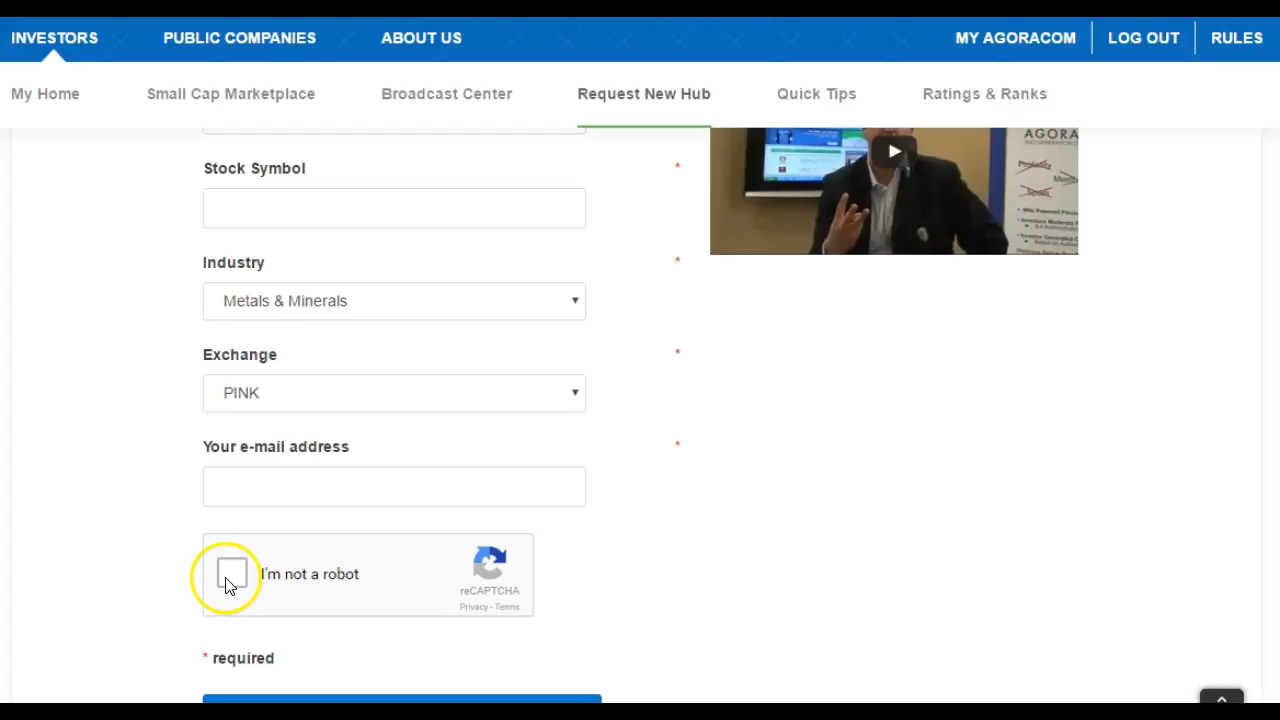 INVESTORS PUBLIC COMPANIES ABOUT US MY AGORACOM LOG OUT RULES
My Home Small Cap Marketplace Broadcast Center Request New Hub Quick Tips Ratings & Ranks
AGORA
Stock Symbol *
Industry *
Metals & Minerals
Exchange *
PINK
Your e-mail address *
I'm not a robot
reCAPTCHA
Privacy - Terms
* required